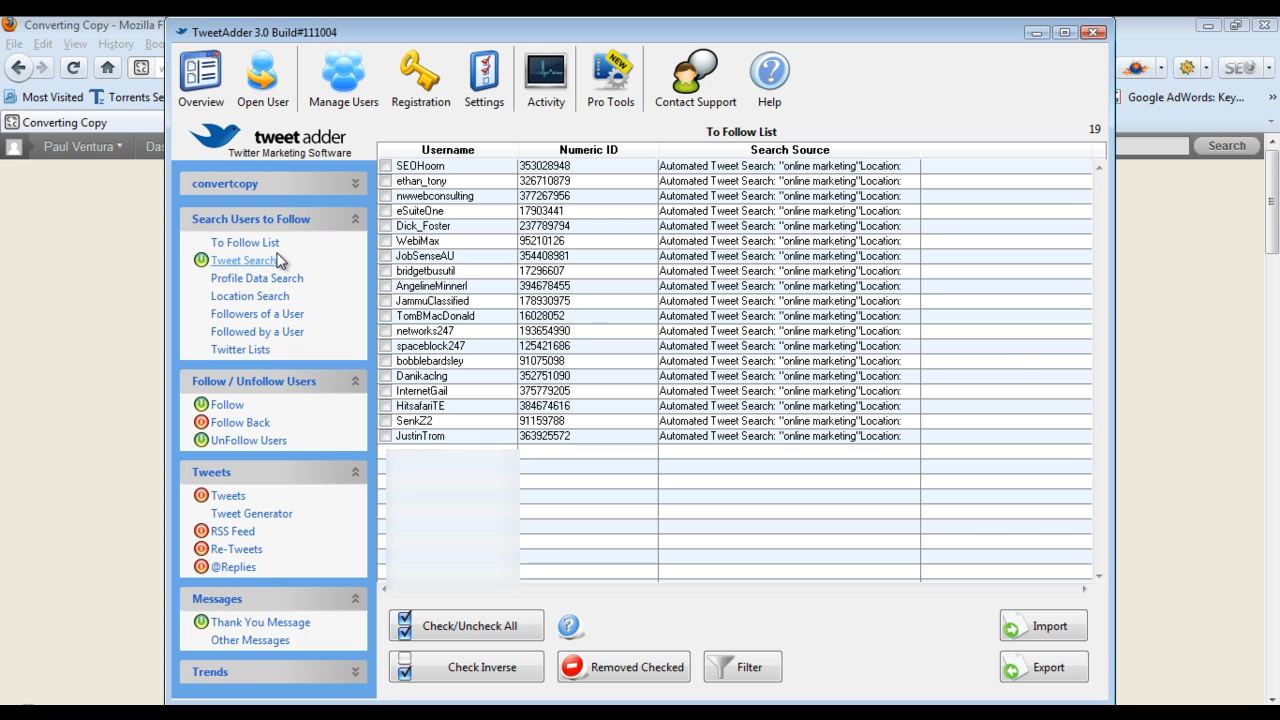 Converting Copy - Mozilla F
TweetAdder 3.0 Build#111004
File Edit View History Boo
Overview Open User Manage Users Registration Settings Activity NEW Pro Tools Contact Support Help
SEO
Most Visited Torrents Se
Google AdWords: Key...
Converting Copy
Paul Ventura Das
Search
tweet adder
Twitter Marketing Software
To Follow List
19
Username Numeric ID Search Source
SEOHoorn 353028948 Automated Tweet Search: "online marketing"Location:
ethan_tony 326710879 Automated Tweet Search: "online marketing"Location:
nwwebconsulting 377267956 Automated Tweet Search: "online marketing"Location:
eSuiteOne 17903441 Automated Tweet Search: "online marketing"Location:
Dick_Foster 237789794 Automated Tweet Search: "online marketing"Location:
WebiMax 95210126 Automated Tweet Search: "online marketing"Location:
JobSenseAU 354408981 Automated Tweet Search: "online marketing"Location:
bridgetbusutil 17296607 Automated Tweet Search: "online marketing"Location:
AngelineMinnerl 394678455 Automated Tweet Search: "online marketing"Location:
JammuClassified 178930975 Automated Tweet Search: "online marketing"Location:
TomBMacDonald 16028052 Automated Tweet Search: "online marketing"Location:
networks247 193654990 Automated Tweet Search: "online marketing"Location:
spaceblock247 125421686 Automated Tweet Search: "online marketing"Location:
bobblebardsley 91075098 Automated Tweet Search: "online marketing"Location:
DanikacIng 352751090 Automated Tweet Search: "online marketing"Location:
InternetGail 375779205 Automated Tweet Search: "online marketing"Location:
HitsafariTE 384674616 Automated Tweet Search: "online marketing"Location:
SenkZ2 91159788 Automated Tweet Search: "online marketing"Location:
JustinTrom 363925572 Automated Tweet Search: "online marketing"Location:
convertcopy
Search Users to Follow
To Follow List
Tweet Search
Profile Data Search
Location Search
Followers of a User
Followed by a User
Twitter Lists
Follow / Unfollow Users
Follow
Follow Back
UnFollow Users
Tweets
Tweets
Tweet Generator
RSS Feed
Re-Tweets
@Replies
Messages
Thank You Message
Other Messages
Trends
Check/Uncheck All
Import
Check Inverse Removed Checked Filter Export